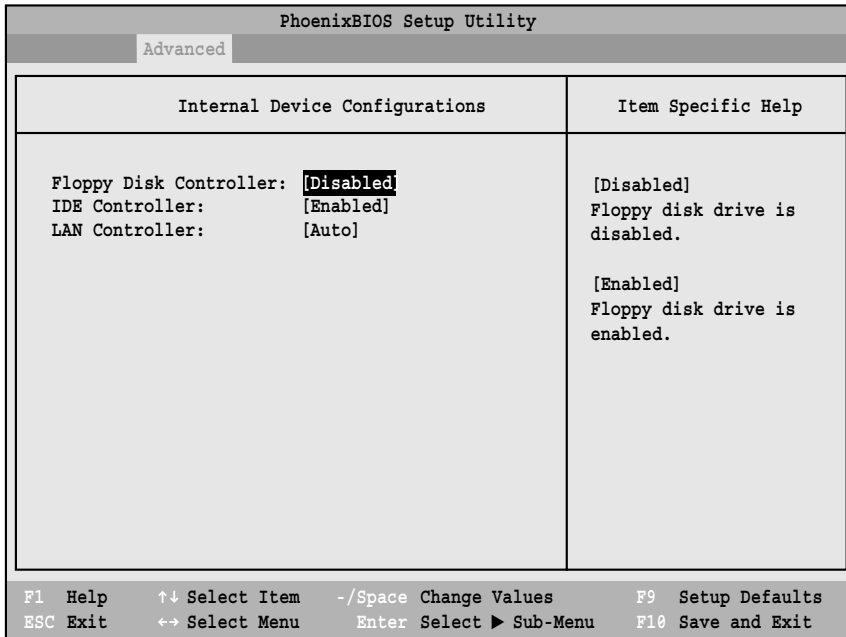 PhoenixBIOS Setup Utility
Advanced
Internal Device Configurations
Item Specific Help
Floppy Disk Controller: [Disabled]
IDE Controller: [Enabled]
LAN Controller: [Auto]
[Disabled]
Floppy disk drive is
disabled.
[Enabled]
Floppy disk drive is
enabled.
F1 Help ↑↓ Select Item -/Space Change Values F9 Setup Defaults
ESC Exit ←→ Select Menu Enter Select ▶ Sub-Menu F10 Save and Exit